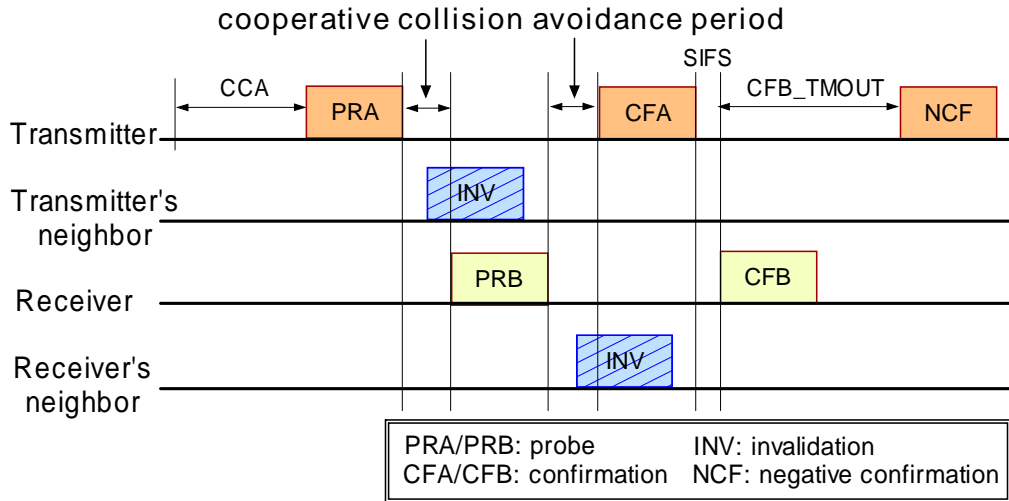 cooperative collision avoidance period
SIFS
CCA
CFB_TMOUT
PRA
CFA
NCF
Transmitter
INV
Transmitter's
neighbor
PRB
CFB
Receiver
INV
Receiver's
neighbor
PRA/PRB: probe INV: invalidation
CFA/CFB: confirmation NCF: negative confirmation